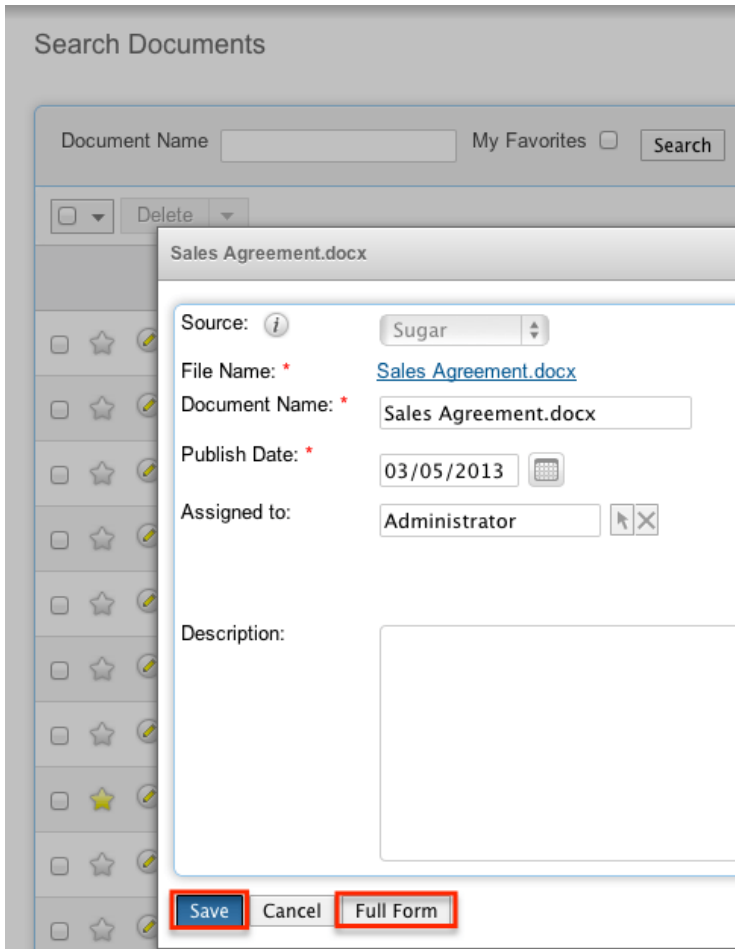 Search Documents
Document Name My Favorites Search
Delete
Sales Agreement.docx
Source: i Sugar
File Name: * Sales Agreement.docx
Document Name: * Sales Agreement.docx
Publish Date: * 03/05/2013
Assigned to: Administrator
Description:
Save Cancel Full Form